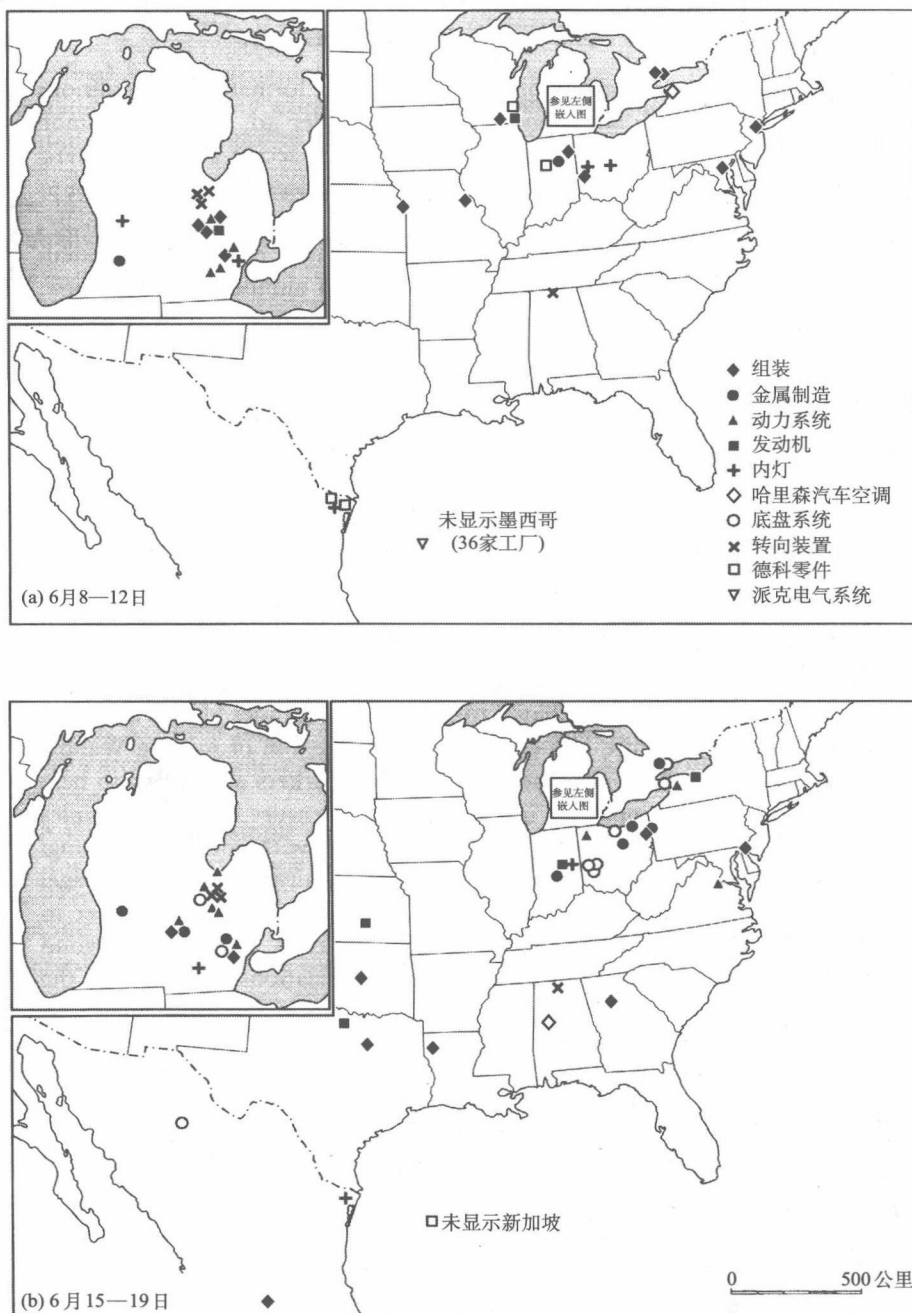 参见左侧
嵌入图
组装
金属制造
动力系统
发动机
内灯
哈里森汽车空调
底盘系统
转向装置
德科零件
派克电气系统
未显示墨西哥
(36家工厂)
(a) 6月8—12日
参见左侧
嵌入图
未显示新加坡
0 500公里
(b) 6月15—19日